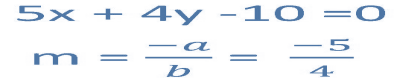 5x + 4y -10 =0
m = −a/b = −5/4